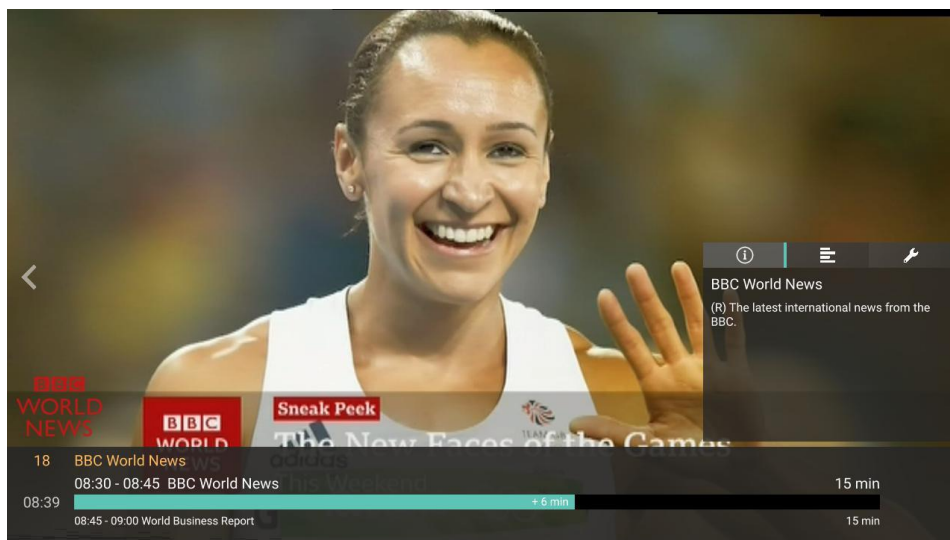 BBC World News
(R) The latest international news from the
BBC.
BBC
WORLD
NEWS
Sneak Peek
BBC
WORLD
NEWS
TEAM
The New Faces of the Games
adidas
This Weekend
18 BBC World News
08:30 - 08:45 BBC World News 15 min
08:39 + 6 min
08:45 - 09:00 World Business Report 15 min